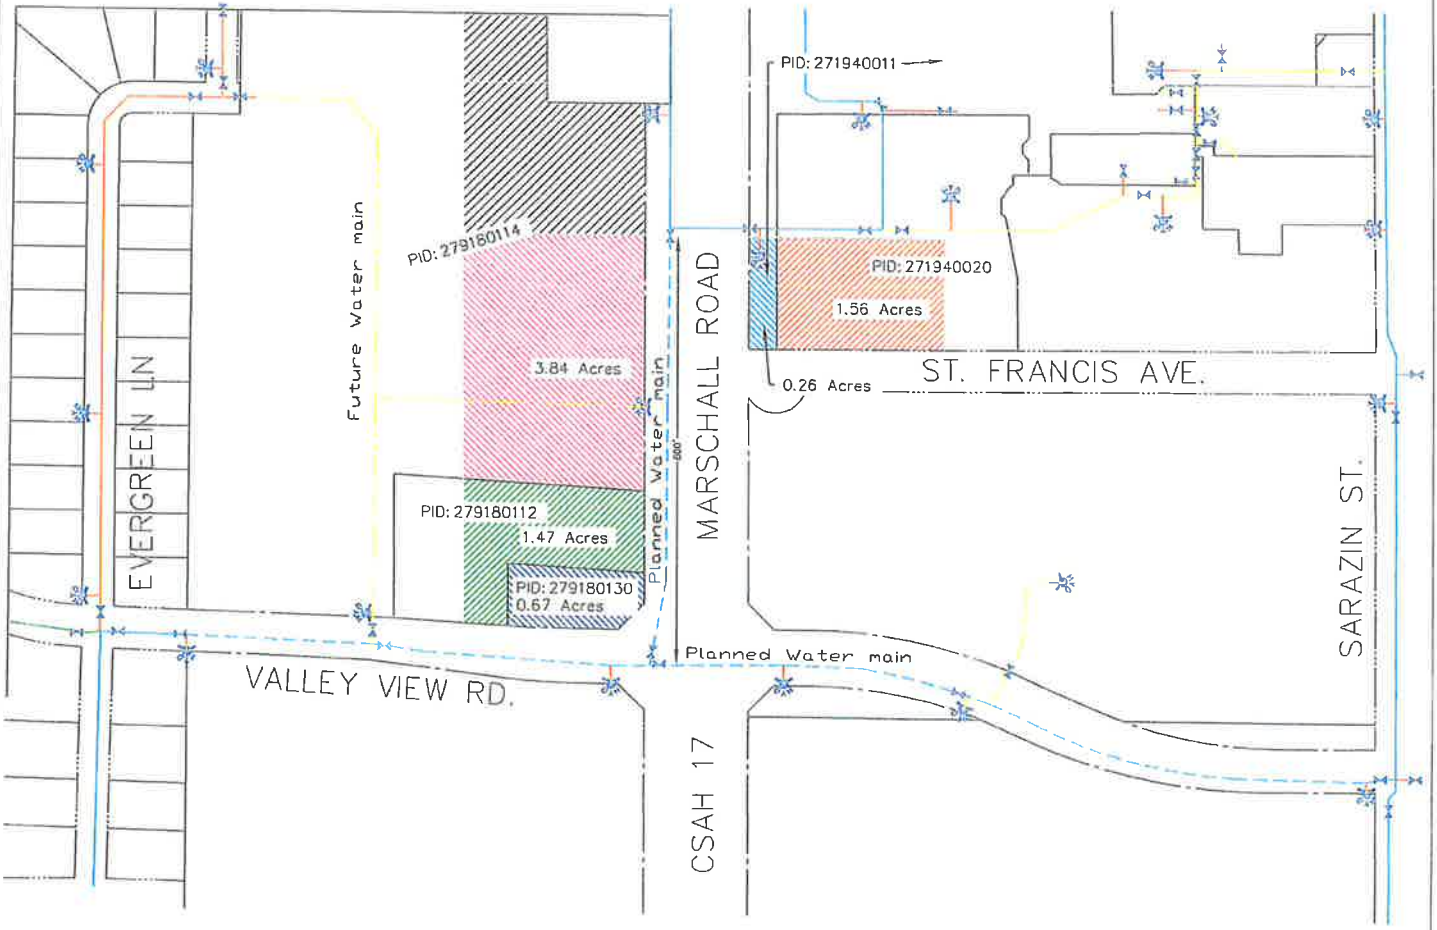 PID: 271940011
PID: 279180114
Future Water main
PID: 271940020
1.56 Acres
MARSCHALL ROAD
3.84 Acres
Planned Water main
600'
0.26 Acres
ST. FRANCIS AVE.
EVERGREEN LN
PID: 279180112
1.47 Acres
PID: 279180130
0.67 Acres
SARAZIN ST.
Planned Water main
VALLEY VIEW RD.
CSAH 17